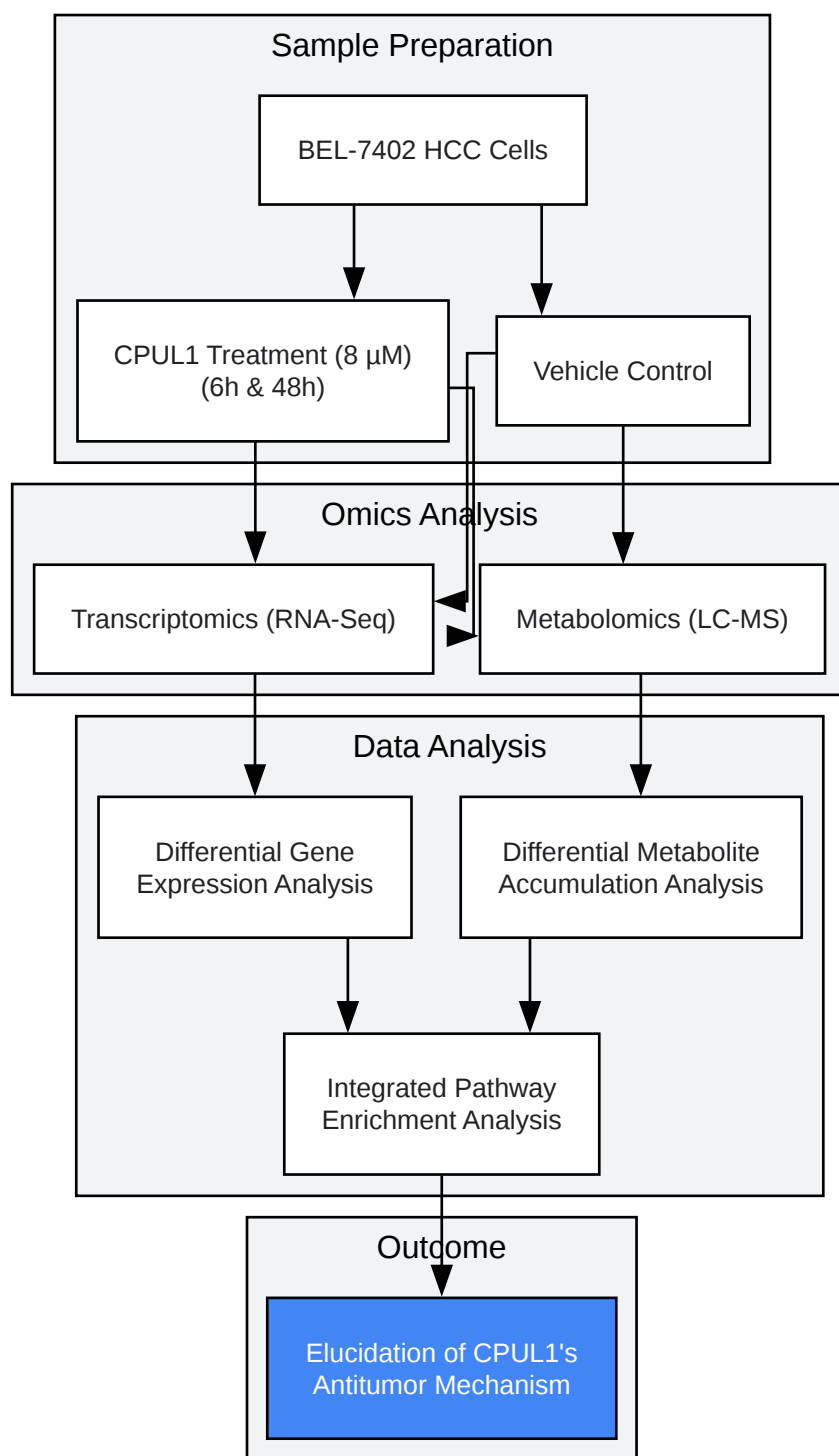 Sample Preparation
BEL-7402 HCC Cells
CPUL1 Treatment (8 µM)
(6h & 48h)
Vehicle Control
Omics Analysis
Transcriptomics (RNA-Seq)
Metabolomics (LC-MS)
Data Analysis
Differential Gene
Expression Analysis
Differential Metabolite
Accumulation Analysis
Integrated Pathway
Enrichment Analysis
Outcome
Elucidation of CPUL1's
Antitumor Mechanism